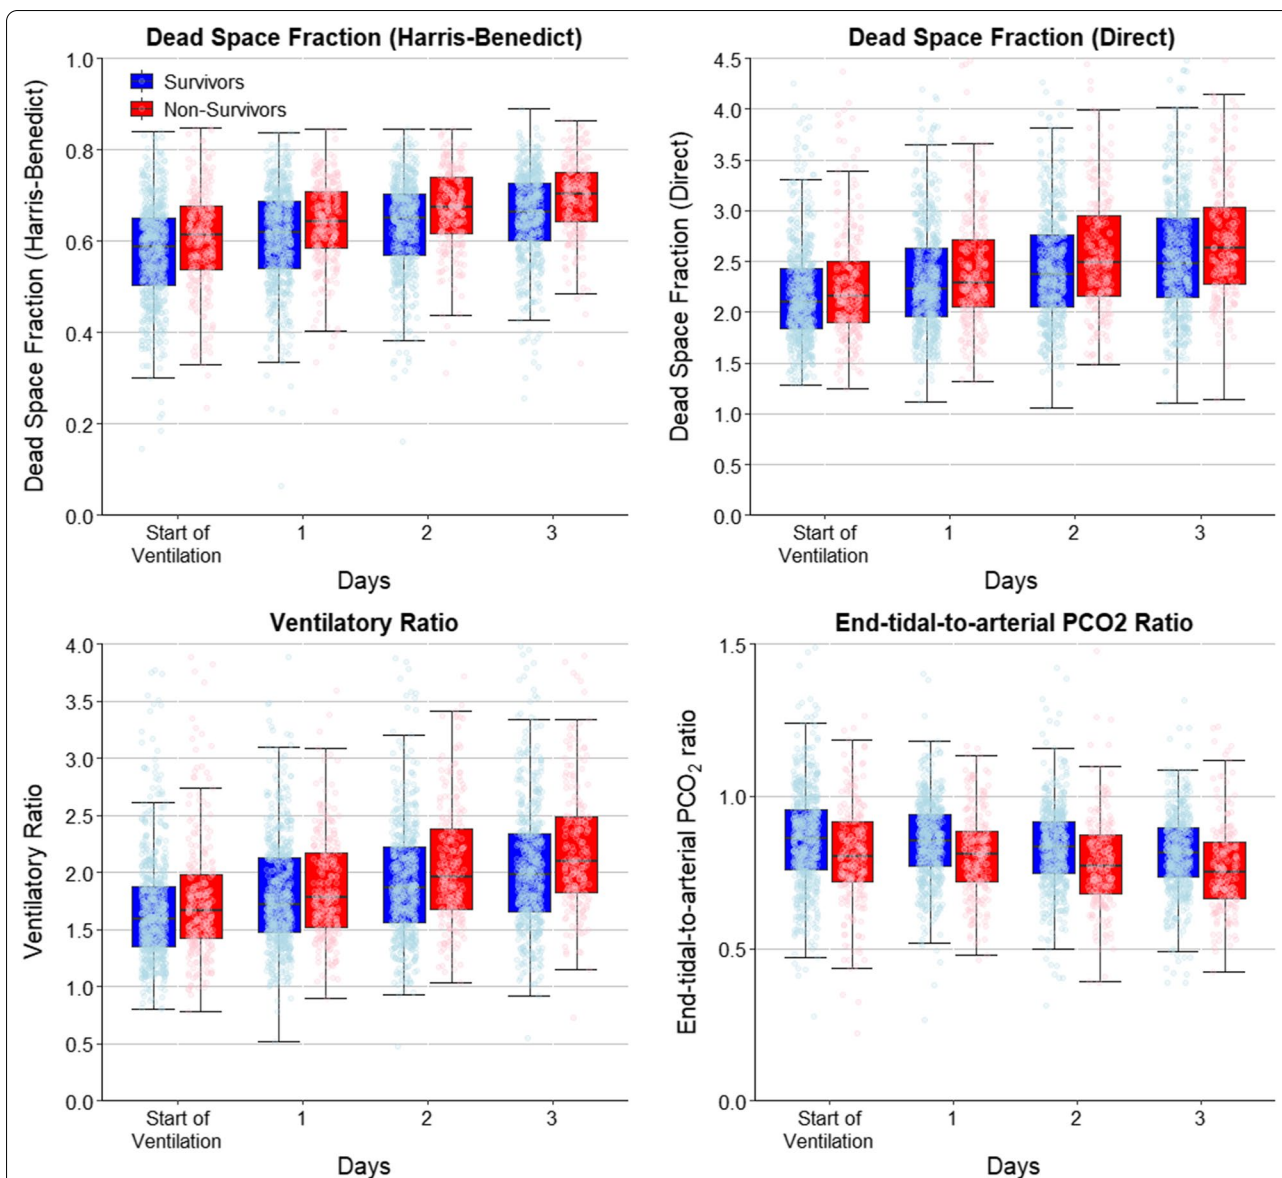 Dead Space Fraction (Harris-Benedict)
Dead Space Fraction (Harris-Benedict)
1.0
0.8
0.6
0.4
0.2
0.0
Survivors
Non-Survivors
Start of
Ventilation
1
2
3
Days
Dead Space Fraction (Direct)
Dead Space Fraction (Direct)
4.5
4.0
3.5
3.0
2.5
2.0
1.5
1.0
0.5
0.0
Start of
Ventilation
1
2
3
Days
Ventilatory Ratio
Ventilatory Ratio
4.0
3.5
3.0
2.5
2.0
1.5
1.0
0.5
0.0
Start of
Ventilation
1
2
3
Days
End-tidal-to-arterial PCO2 Ratio
End-tidal-to-arterial PCO₂ ratio
1.5
1.0
0.5
0.0
Start of
Ventilation
1
2
3
Days